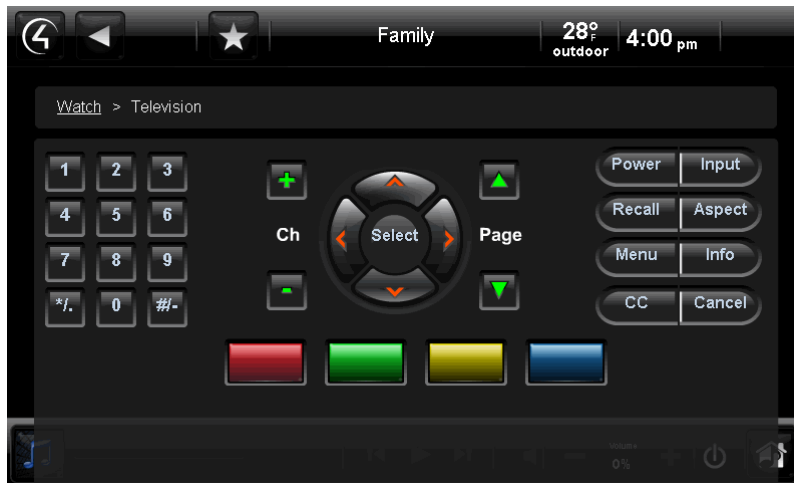 Family
28°F
outdoor
4:00 pm
Watch > Television
1 2 3
4 5 6
7 8 9
*/. 0 #/-
+
Ch
-
Select
Page
Power Input
Recall Aspect
Menu Info
CC Cancel
Volume
0%